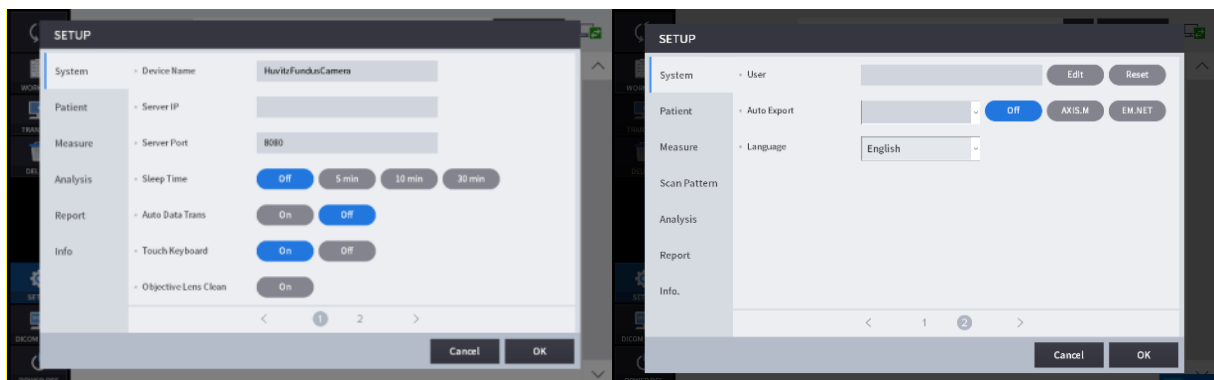 SETUP
System
Device Name
HuvitzFundusCamera
Patient
Server IP
Measure
Server Port
8080
Analysis
Sleep Time
Off
5 min
10 min
30 min
Report
Auto Data Trans
On
Off
Info
Touch Keyboard
On
Off
Objective Lens Clean
On
<
1
2
>
Cancel
OK
DICOM
SETUP
System
User
Edit
Reset
Patient
Auto Export
Off
AXIS.M
EM.NET
Measure
Language
English
Scan Pattern
Analysis
Report
Info.
<
1
2
>
Cancel
OK
DICOM